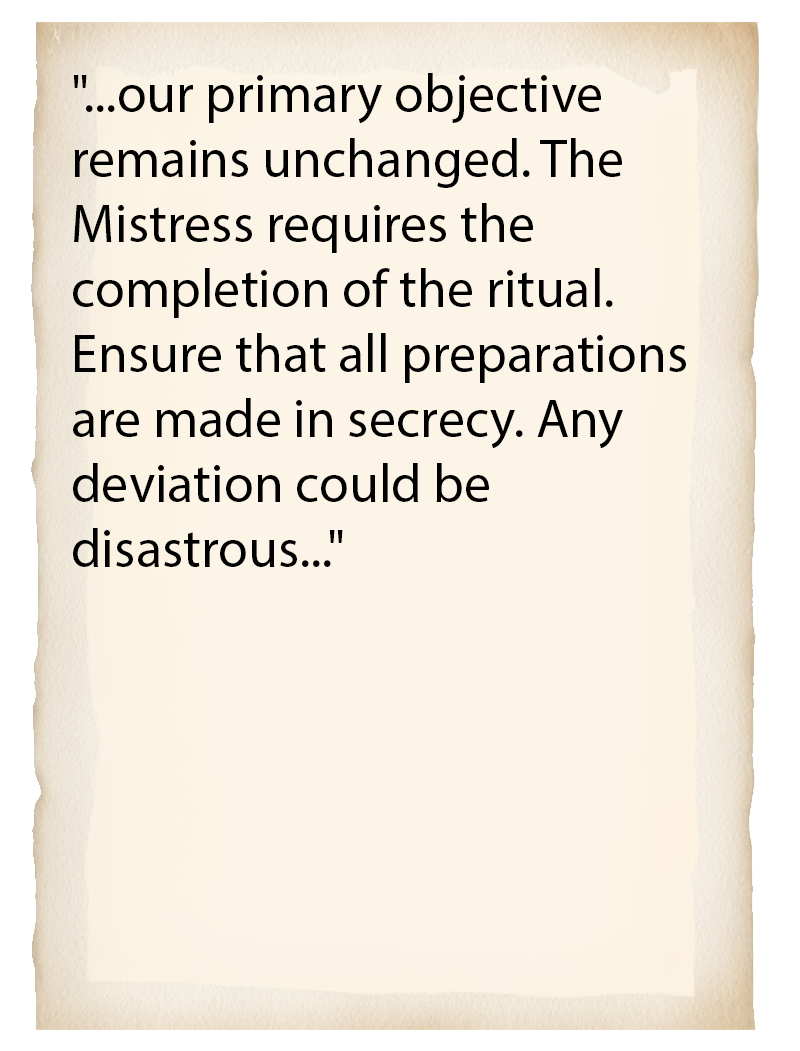 "...our primary objective
remains unchanged. The
Mistress requires the
completion of the ritual.
Ensure that all preparations
are made in secrecy. Any
deviation could be
disastrous..."